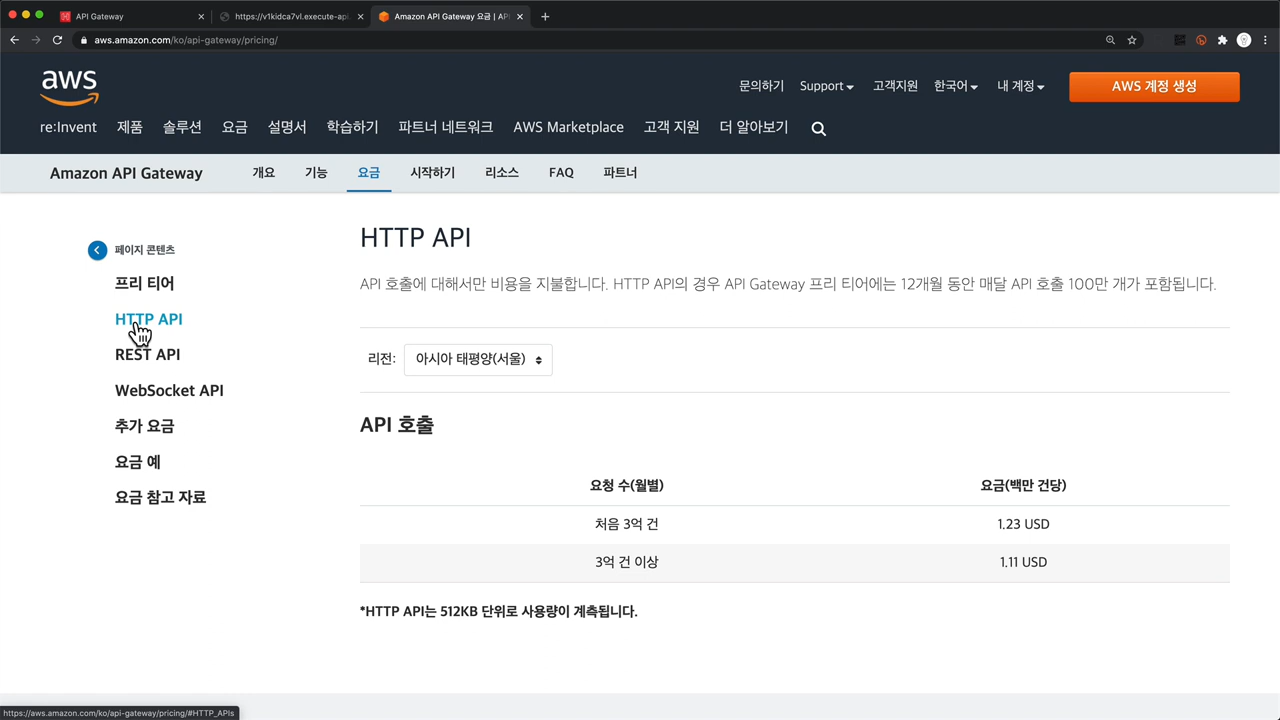 API Gateway
https://v1kidca7vl.execute-api
Amazon API Gateway 요금 | API
aws.amazon.com/ko/api-gateway/pricing/
aws
문의하기 Support 고객지원 한국어 내 계정 AWS 계정 생성
re:Invent 제품 솔루션 요금 설명서 학습하기 파트너 네트워크 AWS Marketplace 고객 지원 더 알아보기
Amazon API Gateway 개요 기능 요금 시작하기 리소스 FAQ 파트너
페이지 콘텐츠
프리 티어
HTTP API
REST API
WebSocket API
추가 요금
요금 예
요금 참고 자료
HTTP API
API 호출에 대해서만 비용을 지불합니다. HTTP API의 경우 API Gateway 프리 티어에는 12개월 동안 매달 API 호출 100만 개가 포함됩니다.
리전: 아시아 태평양(서울)
API 호출
요청 수(월별) 요금(백만 건당)
처음 3억 건 1.23 USD
3억 건 이상 1.11 USD
*HTTP API는 512KB 단위로 사용량이 계측됩니다.
https://aws.amazon.com/ko/api-gateway/pricing/#HTTP_APIs